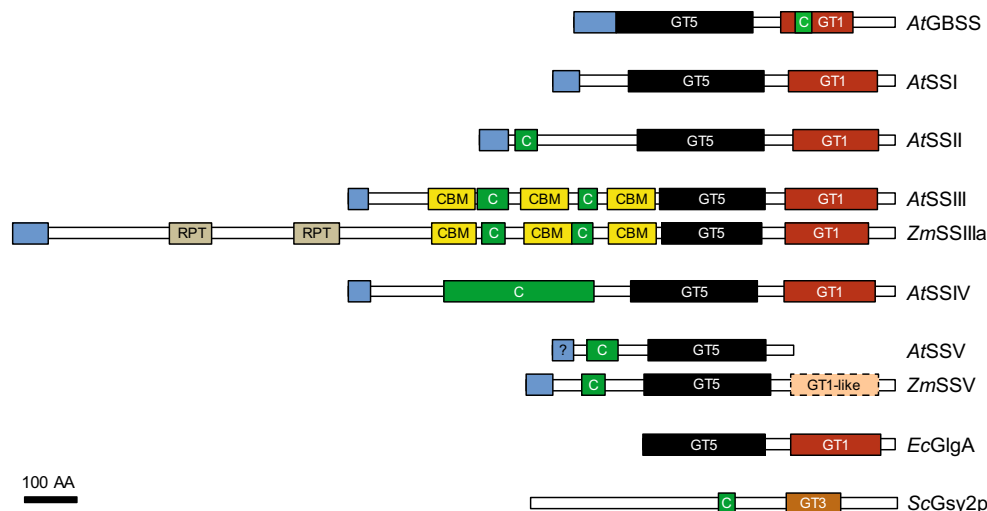 GT5 C GT1 AtGBSS
GT5 GT1 AtSSI
C GT5 GT1 AtSSII
CBM C CBM C CBM GT5 GT1 AtSSIII
RPT RPT CBM C CBM C CBM GT5 GT1 ZmSSIIIa
C GT5 GT1 AtSSIV
? C GT5 AtSSV
C GT5 GT1-like ZmSSV
GT5 GT1 EcGlgA
100 AA
C GT3 ScGsy2p